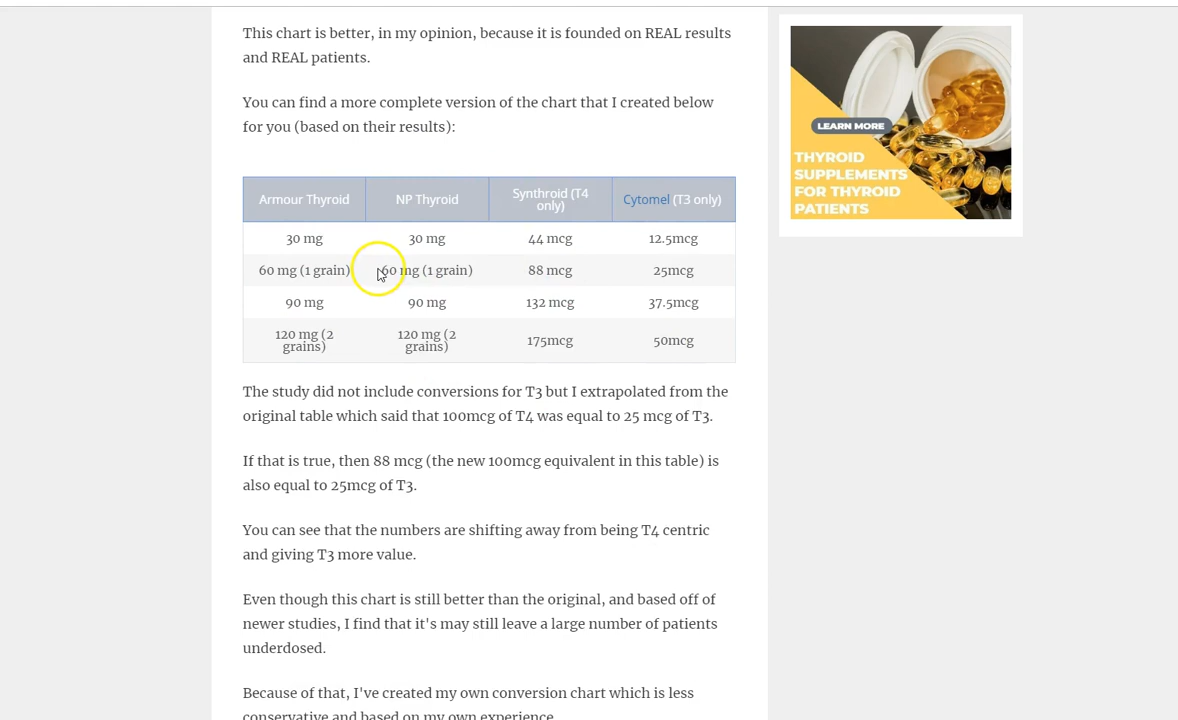 This chart is better, in my opinion, because it is founded on REAL results
and REAL patients.
You can find a more complete version of the chart that I created below
for you (based on their results):
Armour Thyroid NP Thyroid Synthroid (T4 only) Cytomel (T3 only)
30 mg 30 mg 44 mcg 12.5mcg
60 mg (1 grain) 60 mg (1 grain) 88 mcg 25mcg
90 mg 90 mg 132 mcg 37.5mcg
120 mg (2 grains) 120 mg (2 grains) 175mcg 50mcg
The study did not include conversions for T3 but I extrapolated from the
original table which said that 100mcg of T4 was equal to 25 mcg of T3.
If that is true, then 88 mcg (the new 100mcg equivalent in this table) is
also equal to 25mcg of T3.
You can see that the numbers are shifting away from being T4 centric
and giving T3 more value.
Even though this chart is still better than the original, and based off of
newer studies, I find that it's may still leave a large number of patients
underdosed.
Because of that, I've created my own conversion chart which is less
conservative and based on my own experience.
LEARN MORE
THYROID
SUPPLEMENTS
FOR THYROID
PATIENTS